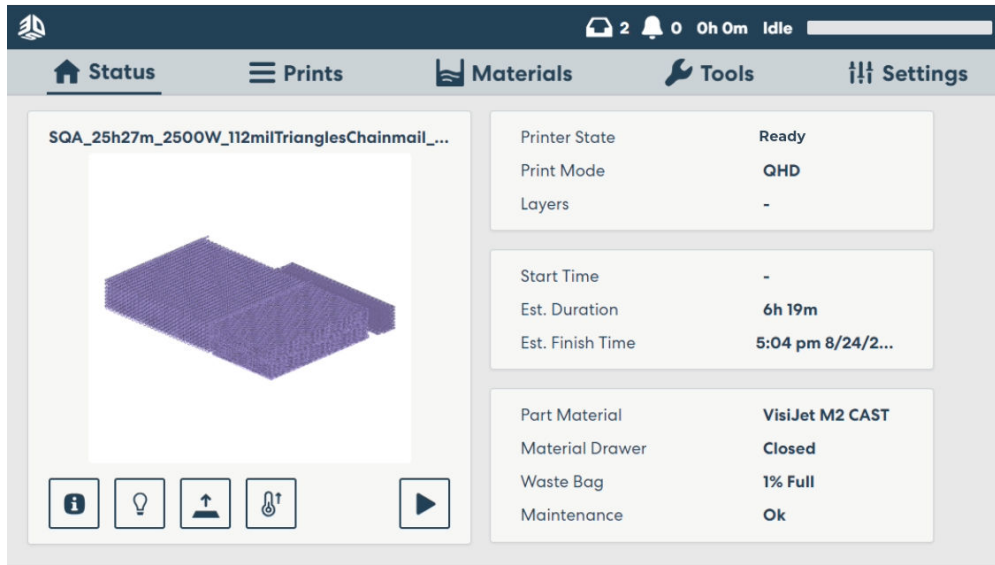 2 0 0h 0m Idle
Status Prints Materials Tools Settings
SQA_25h27m_2500W_112milTrianglesChainmail_...
Printer State Ready
Print Mode QHD
Layers -
Start Time -
Est. Duration 6h 19m
Est. Finish Time 5:04 pm 8/24/2...
Part Material VisiJet M2 CAST
Material Drawer Closed
Waste Bag 1% Full
Maintenance Ok